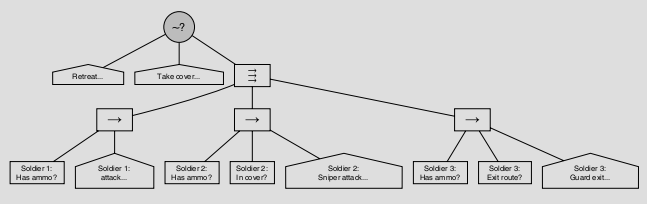 ~?
Retreat...
Take cover...
→
→
→
→
→
→
Soldier 1:
Has ammo?
Soldier 1:
attack...
Soldier 2:
Has ammo?
Soldier 2:
In cover?
Soldier 2:
Sniper attack...
Soldier 3:
Has ammo?
Soldier 3:
Exit route?
Soldier 3:
Guard exit...